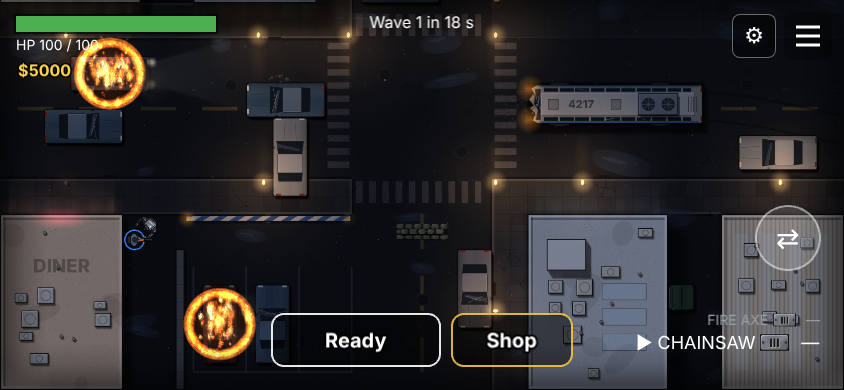 Wave 1 in 18 s
HP 100 / 100
$5000
4217
DINER
Ready
Shop
FIRE AXE —
▶ CHAINSAW —